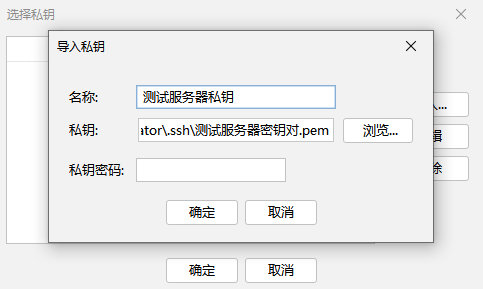 选择私钥
导入私钥
名称:
测试服务器私钥
私钥:
ator\.ssh\测试服务器密钥对.pem
浏览...
私钥密码:
确定
取消
...
辑
除
确定
取消